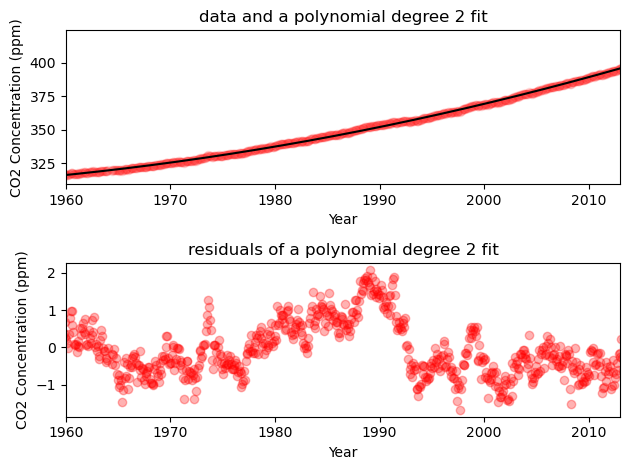 data and a polynomial degree 2 fit
CO2 Concentration (ppm)
400
375
350
325
1960 1970 1980 1990 2000 2010
Year
residuals of a polynomial degree 2 fit
CO2 Concentrtion (ppm)
2
1
0
−1
1960 1970 1980 1990 2000 2010
Year